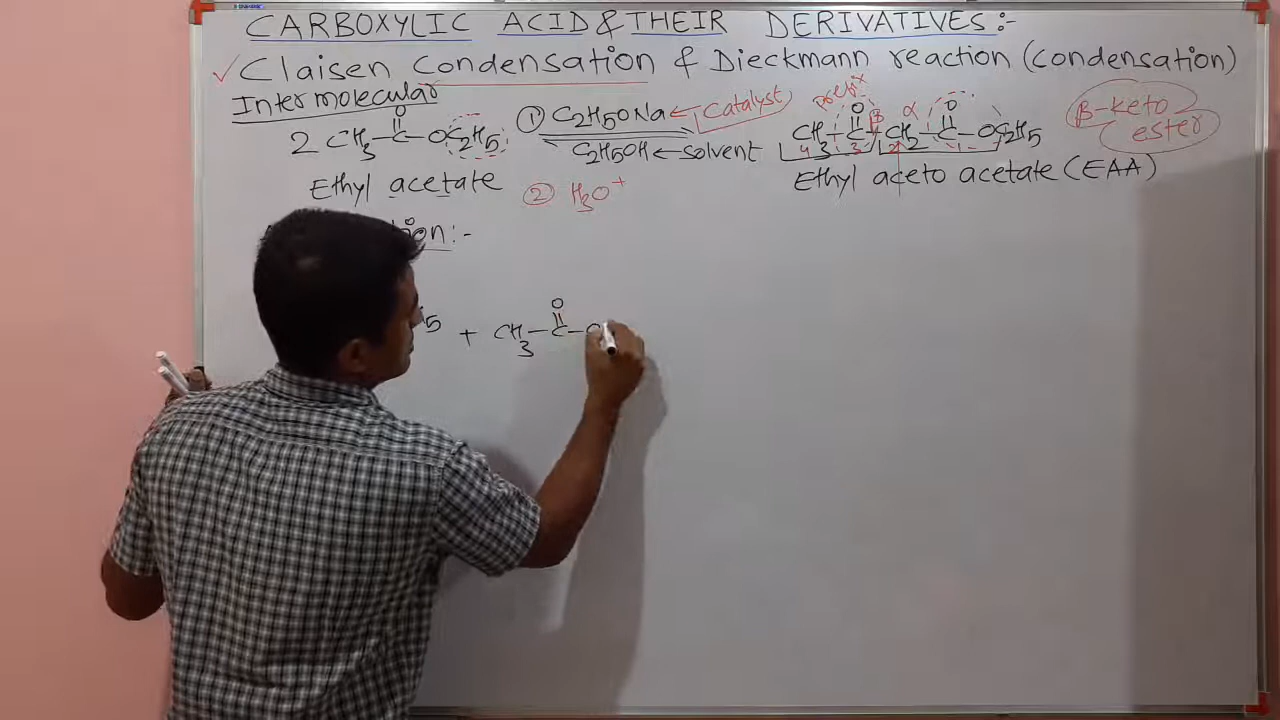 CARBOXYLIC ACID & THEIR DERIVATIVES:-
✓ Claisen Condensation & Dieckmann reaction (condensation)
Intermolecular
2 CH3-C(=O)-OC2H5 ① C2H5ONa ← Catalyst CH3-C(=O)-CH2-C(=O)-OC2H5 β-keto ester
C2H5OH ← Solvent
4 3 2 1 β α
Ethyl acetate ② H3O+ Ethyl aceto acetate (EAA)
:-
5 + CH3-C(=O)-